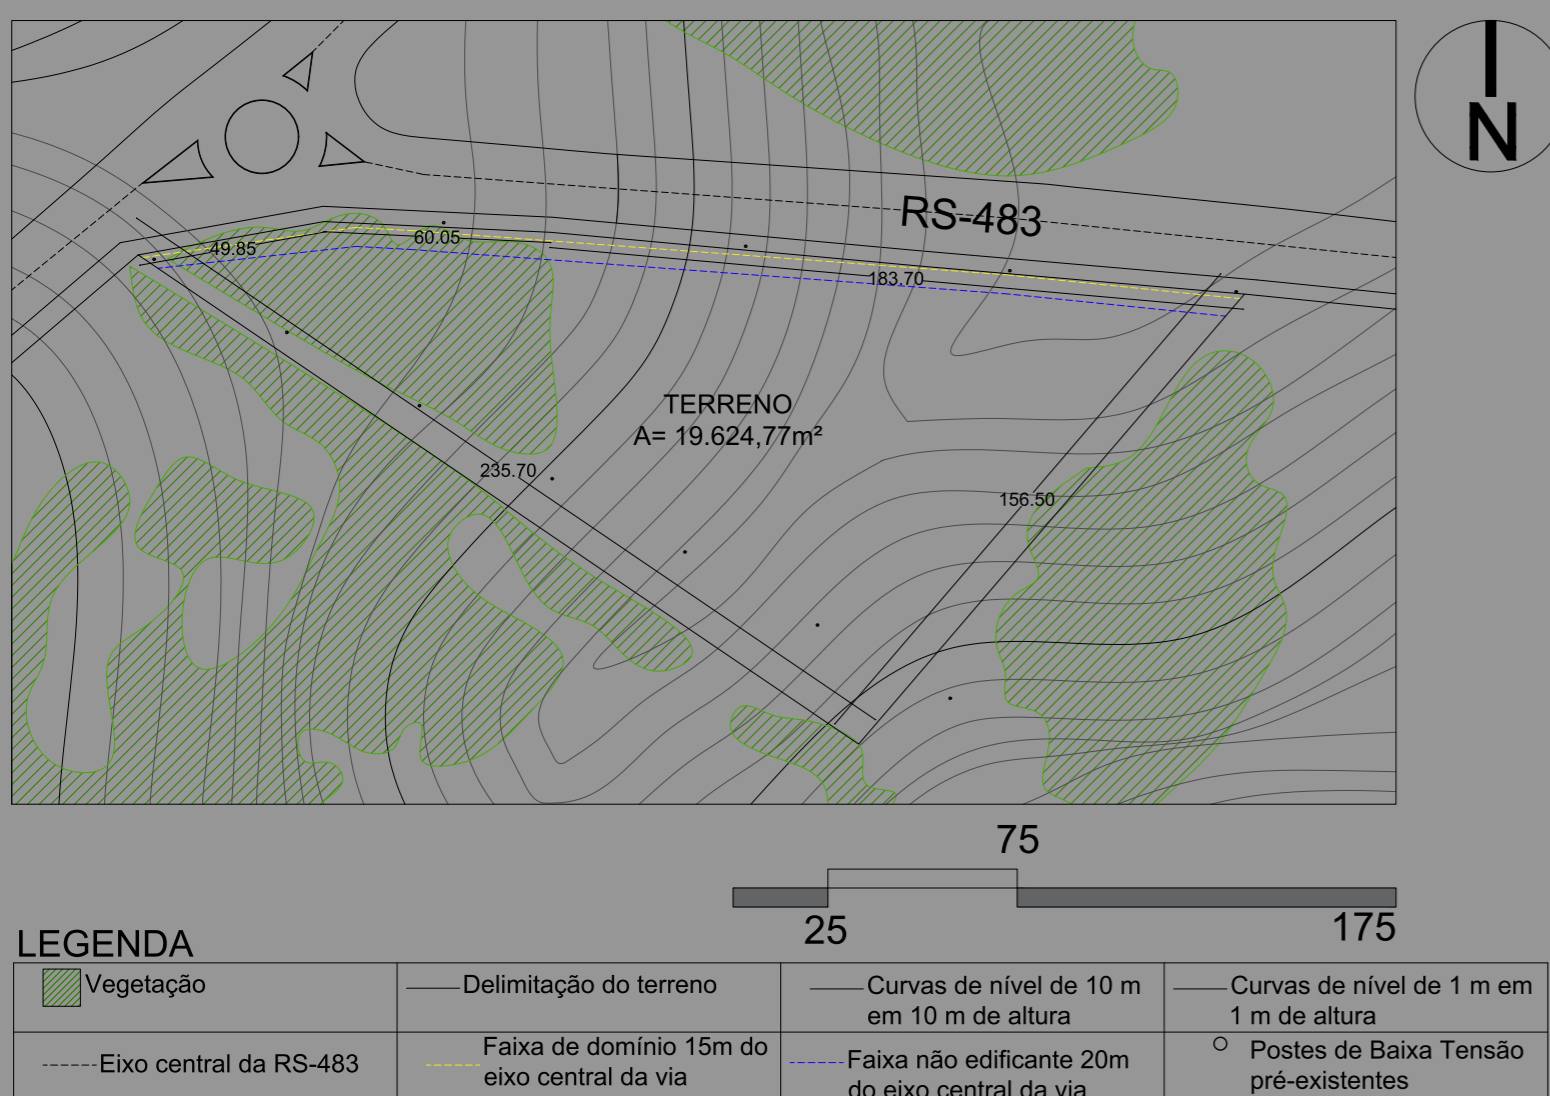 N
RS-483
49.85
60.05
183.70
TERRENO
A= 19.624,77m²
235.70
156.50
75
25
175
LEGENDA
Vegetação
Delimitação do terreno
Curvas de nível de 10 m
em 10 m de altura
Curvas de nível de 1 m em
1 m de altura
Eixo central da RS-483
Faixa de domínio 15m do
eixo central da via
Faixa não edificante 20m
do eixo central da via
Postes de Baixa Tensão
pré-existentes